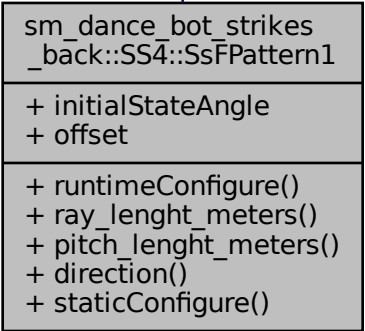 sm_dance_bot_strikes
_back::SS4::SsFPattern1
+ initialStateAngle
+ offset
+ runtimeConfigure()
+ ray_lenght_meters()
+ pitch_lenght_meters()
+ direction()
+ staticConfigure()